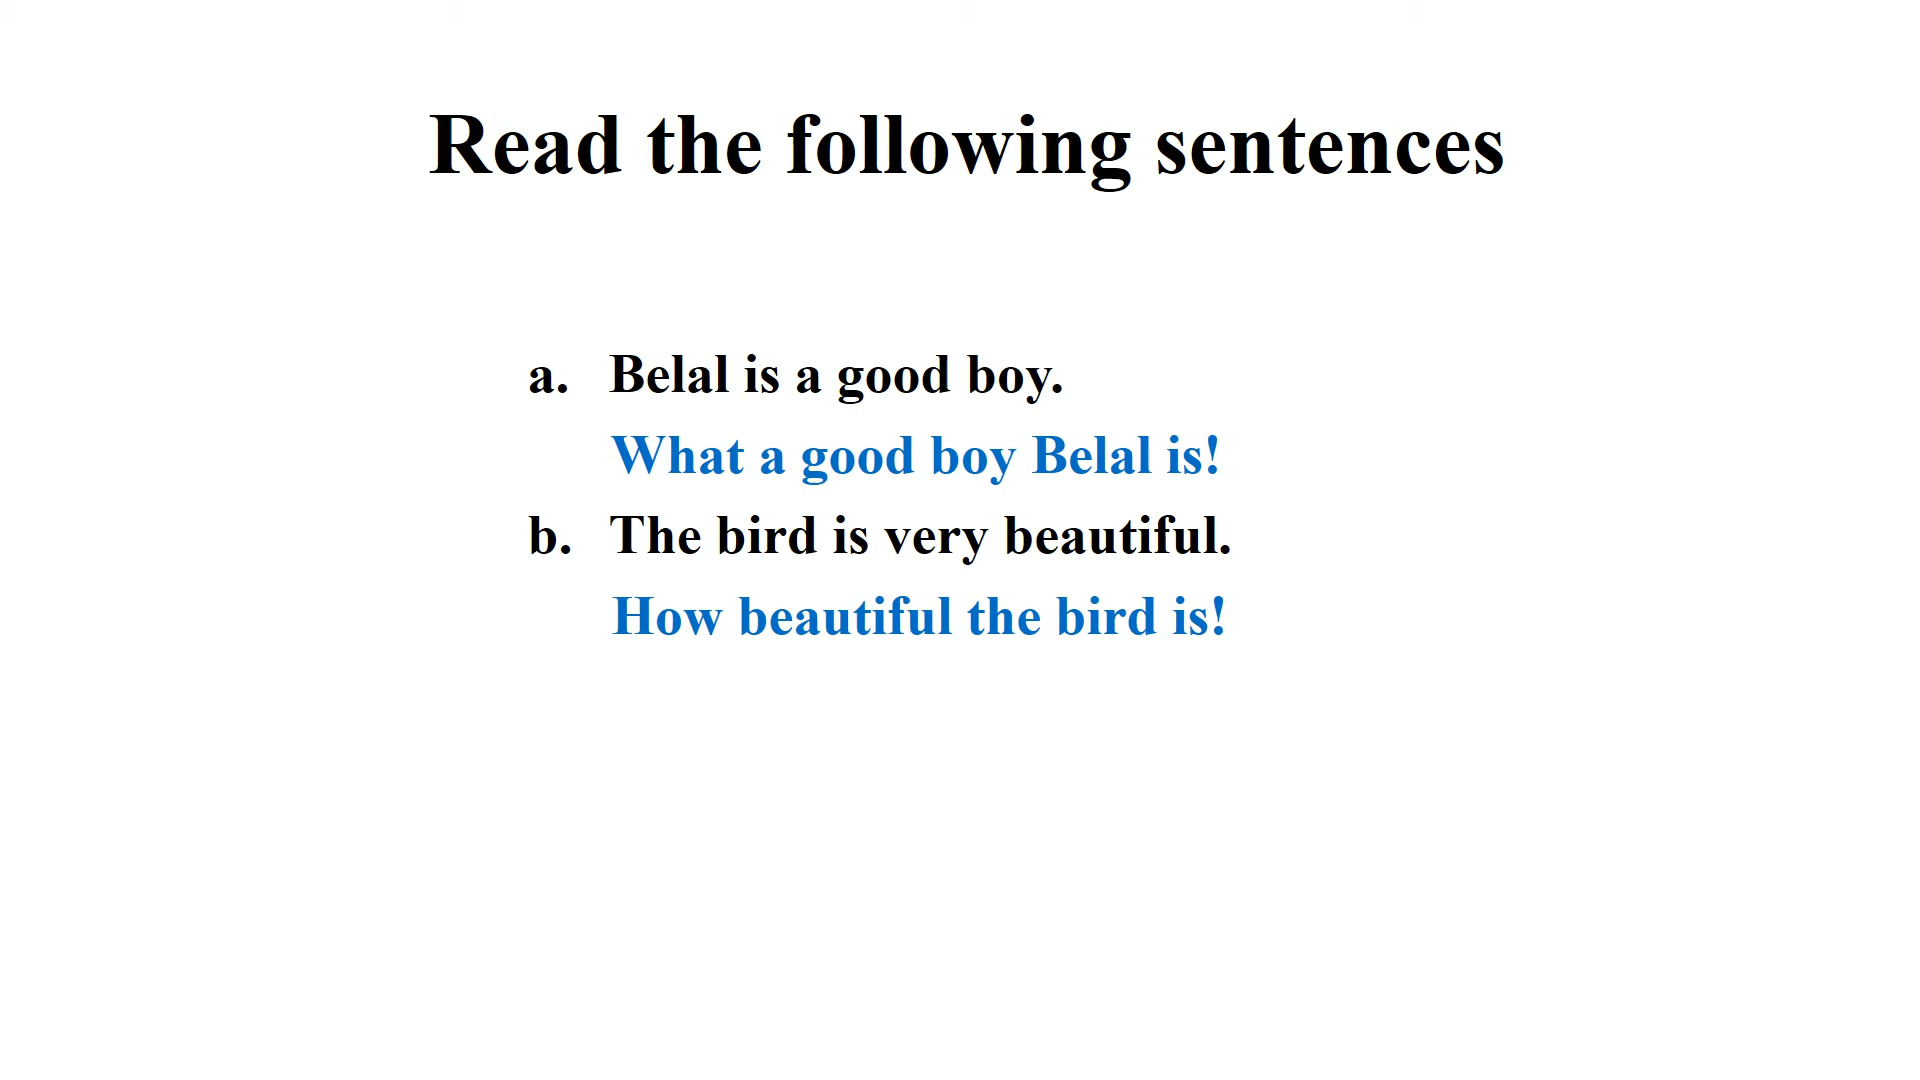 Read the following sentences
a. Belal is a good boy.
What a good boy Belal is!
b. The bird is very beautiful.
How beautiful the bird is!